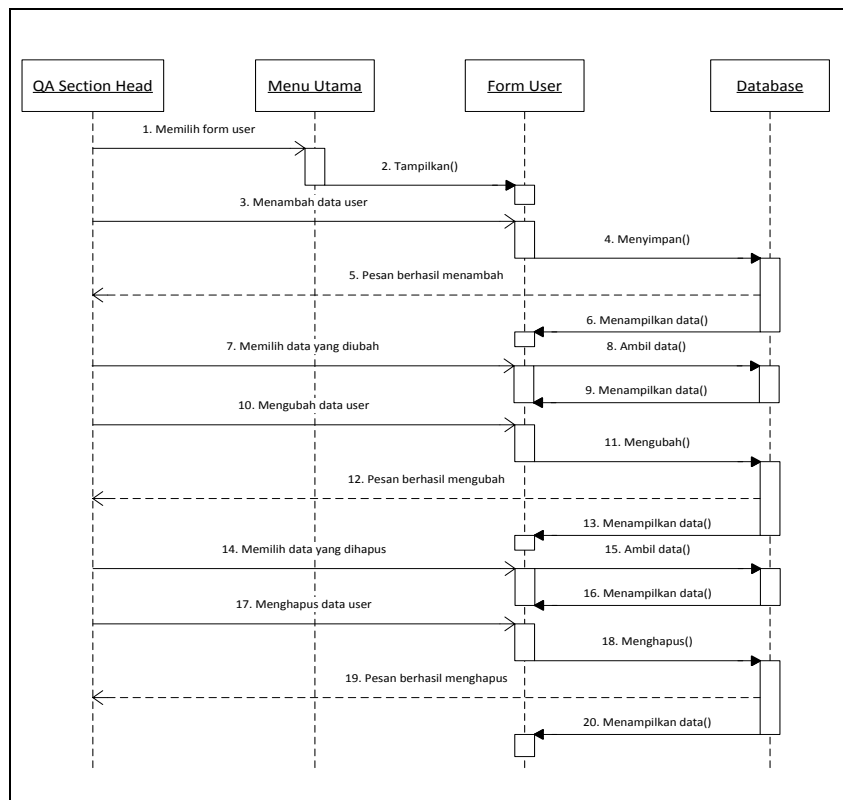 QA Section Head
Menu Utama
Form User
Database
1. Memilih form user
2. Tampilkan()
3. Menambah data user
4. Menyimpan()
5. Pesan berhasil menambah
6. Menampilkan data()
7. Memilih data yang diubah
8. Ambil data()
9. Menampilkan data()
10. Mengubah data user
11. Mengubah()
12. Pesan berhasil mengubah
13. Menampilkan data()
14. Memilih data yang dihapus
15. Ambil data()
16. Menampilkan data()
17. Menghapus data user
18. Menghapus()
19. Pesan berhasil menghapus
20. Menampilkan data()